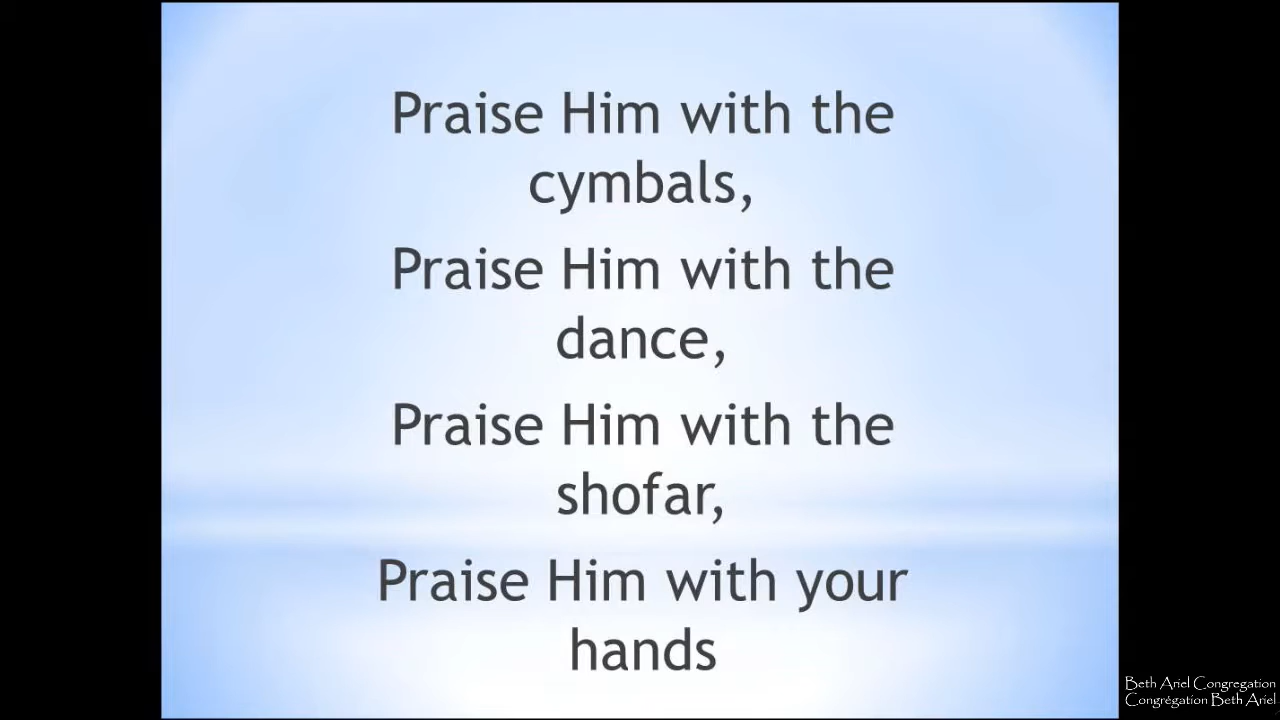 Praise Him with the
cymbals,
Praise Him with the
dance,
Praise Him with the
shofar,
Praise Him with your
hands
Beth Ariel Congregation
Congrégation Beth Ariel